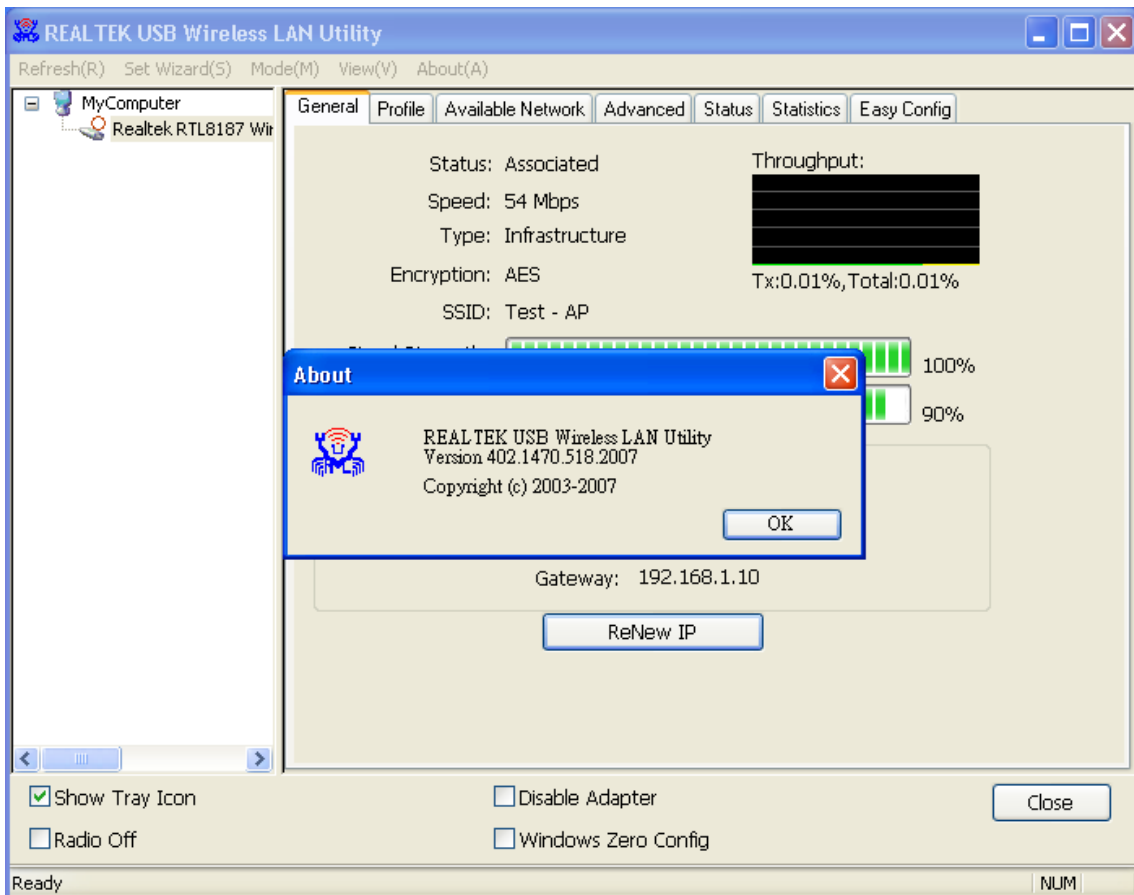 REALTEK USB Wireless LAN Utility
Refresh(R) Set Wizard(S) Mode(M) View(V) About(A)
MyComputer
Realtek RTL8187 Wir
General Profile Available Network Advanced Status Statistics Easy Config
Status: Associated
Speed: 54 Mbps
Type: Infrastructure
Encryption: AES
SSID: Test - AP
Throughput:
Tx:0.01%,Total:0.01%
100%
90%
About
REALTEK USB Wireless LAN Utility
Version 402.1470.518.2007
Copyright (c) 2003-2007
OK
Gateway: 192.168.1.10
ReNew IP
Show Tray Icon
Radio Off
Disable Adapter
Windows Zero Config
Close
Ready
NUM